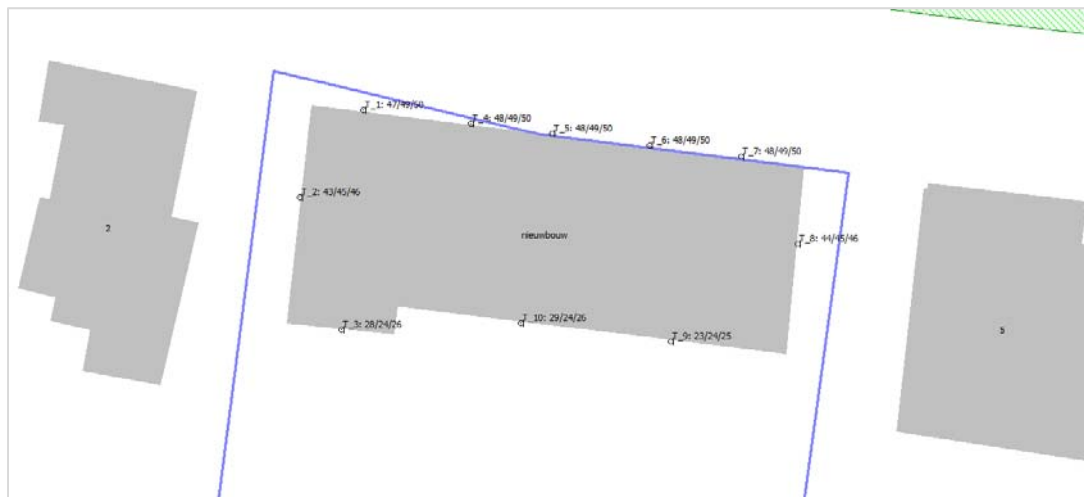 T_1: 47/49/50
T_4: 48/49/50
T_5: 48/49/50
T_6: 48/49/50
T_7: 48/49/50
T_2: 43/45/46
2
nieuwbouw
T_8: 44/45/46
T_3: 28/24/26
T_10: 29/24/26
T_9: 23/24/25
5